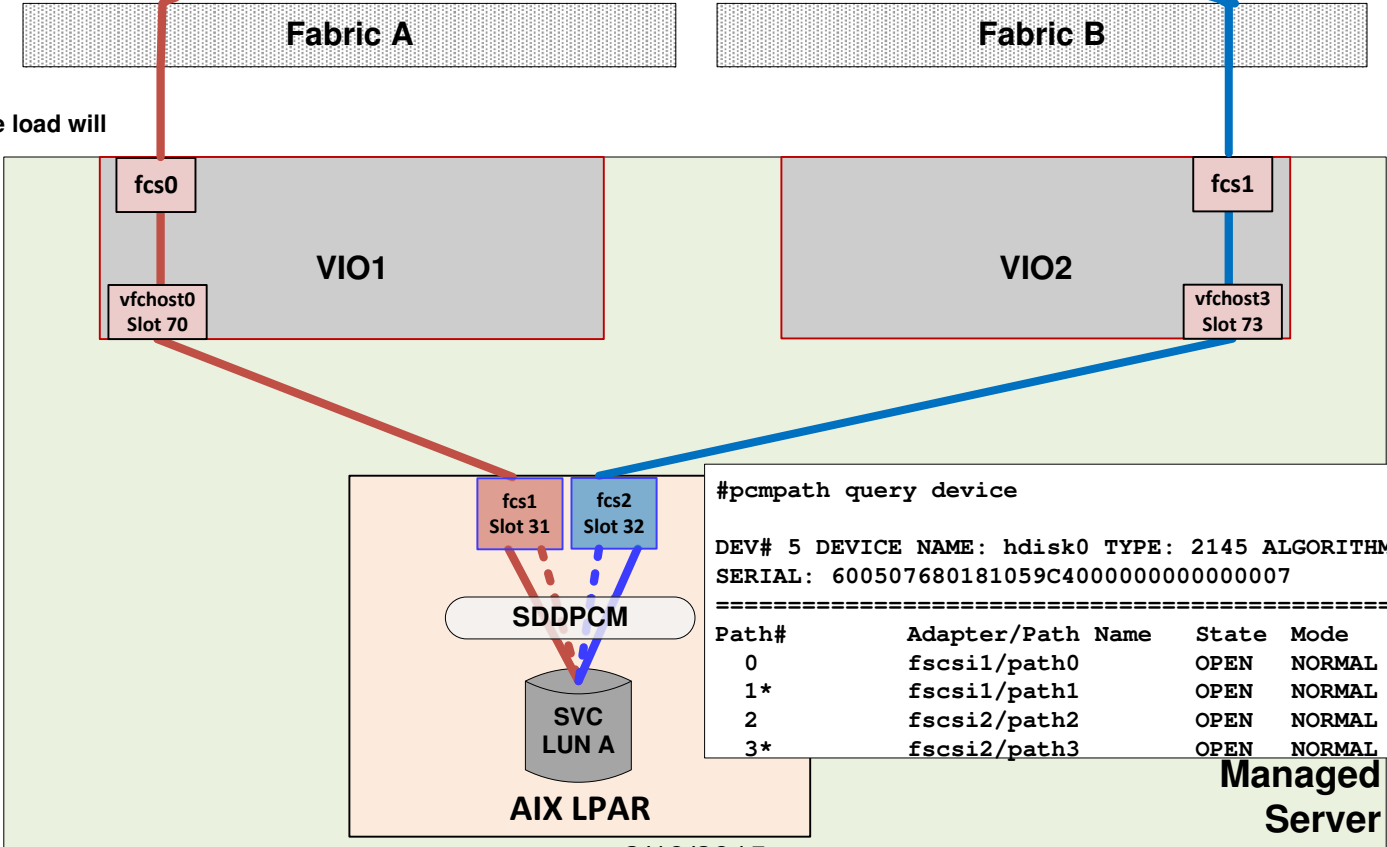 Fabric A
Fabric B
e load will
fcs0
fcs1
VIO1
VIO2
vfchost0
Slot 70
vfchost3
Slot 73
fcs1
Slot 31
fcs2
Slot 32
#pcmpath query device
DEV# 5 DEVICE NAME: hdisk0 TYPE: 2145 ALGORITHM
SERIAL: 600507680181059C4000000000000007
================================================
Path# Adapter/Path Name State Mode
0 fscsi1/path0 OPEN NORMAL
1* fscsi1/path1 OPEN NORMAL
2 fscsi2/path2 OPEN NORMAL
3* fscsi2/path3 OPEN NORMAL
SDDPCM
SVC
LUN A
AIX LPAR
Managed
Server